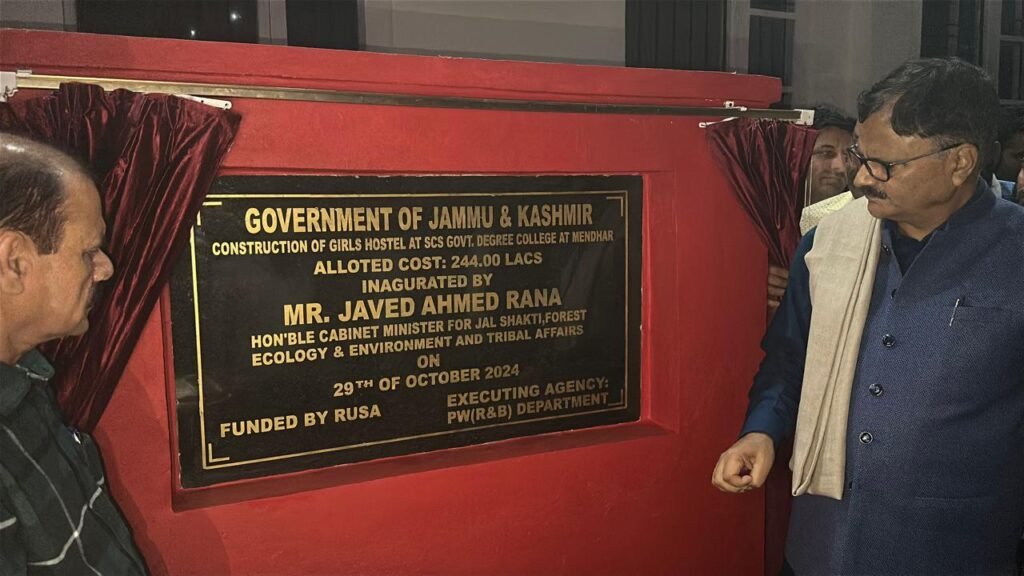 GOVERNMENT OF JAMMU & KASHMIR
CONSTRUCTION OF GIRLS HOSTEL AT SCS GOVT. DEGREE COLLEGE AT MENDHAR
ALLOTED COST: 244.00 LACS
INAGURATED BY
MR. JAVED AHMED RANA
HON'BLE CABINET MINISTER FOR JAL SHAKTI,FOREST
ECOLOGY & ENVIRONMENT AND TRIBAL AFFAIRS
ON
29TH OF OCTOBER 2024
FUNDED BY RUSA
EXECUTING AGENCY:
PW(R&B) DEPARTMENT